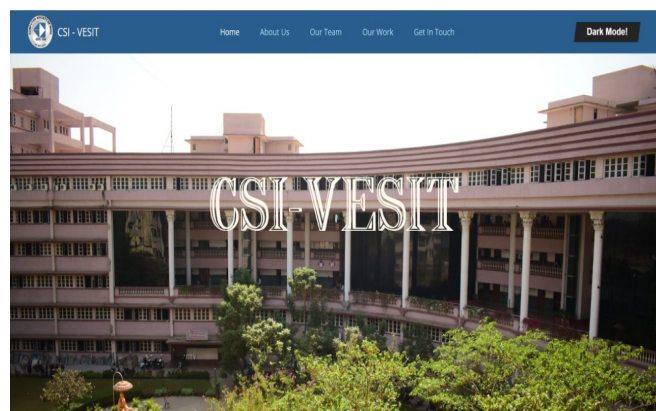 CSI - VESIT
Home About Us Our Team Our Work Get In Touch
Dark Mode!
CSI-VESIT